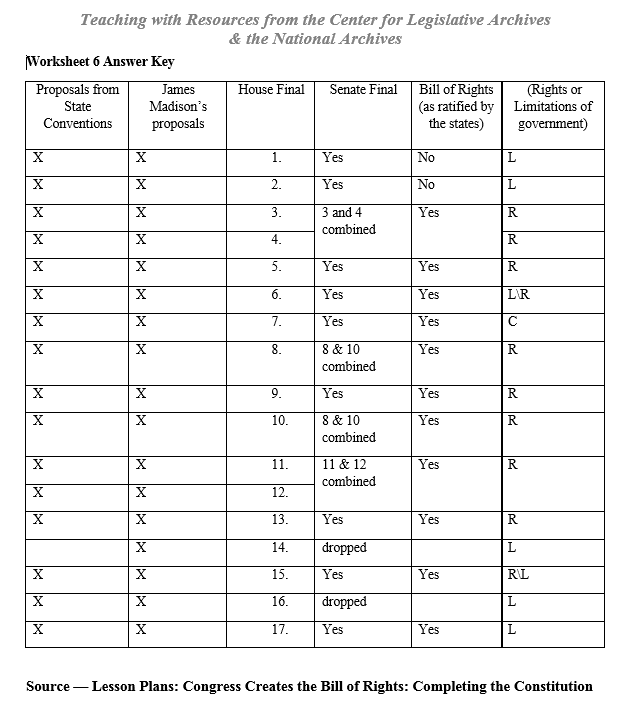 Teaching with Resources from the Center for Legislative Archives
& the National Archives
Worksheet 6 Answer Key
Proposals from State Conventions James Madison's proposals House Final Senate Final Bill of Rights (as ratified by the states) (Rights or Limitations of government)
X X 1. Yes No L
X X 2. Yes No L
X X 3. 3 and 4 combined Yes R
X X 4. R
X X 5. Yes Yes R
X X 6. Yes Yes L\R
X X 7. Yes Yes C
X X 8. 8 & 10 combined Yes R
X X 9. Yes Yes R
X X 10. 8 & 10 combined Yes R
X X 11. 11 & 12 combined Yes R
X X 12.
X X 13. Yes Yes R
X 14. dropped L
X X 15. Yes Yes R\L
X X 16. dropped L
X X 17. Yes Yes L
Source — Lesson Plans: Congress Creates the Bill of Rights: Completing the Constitution